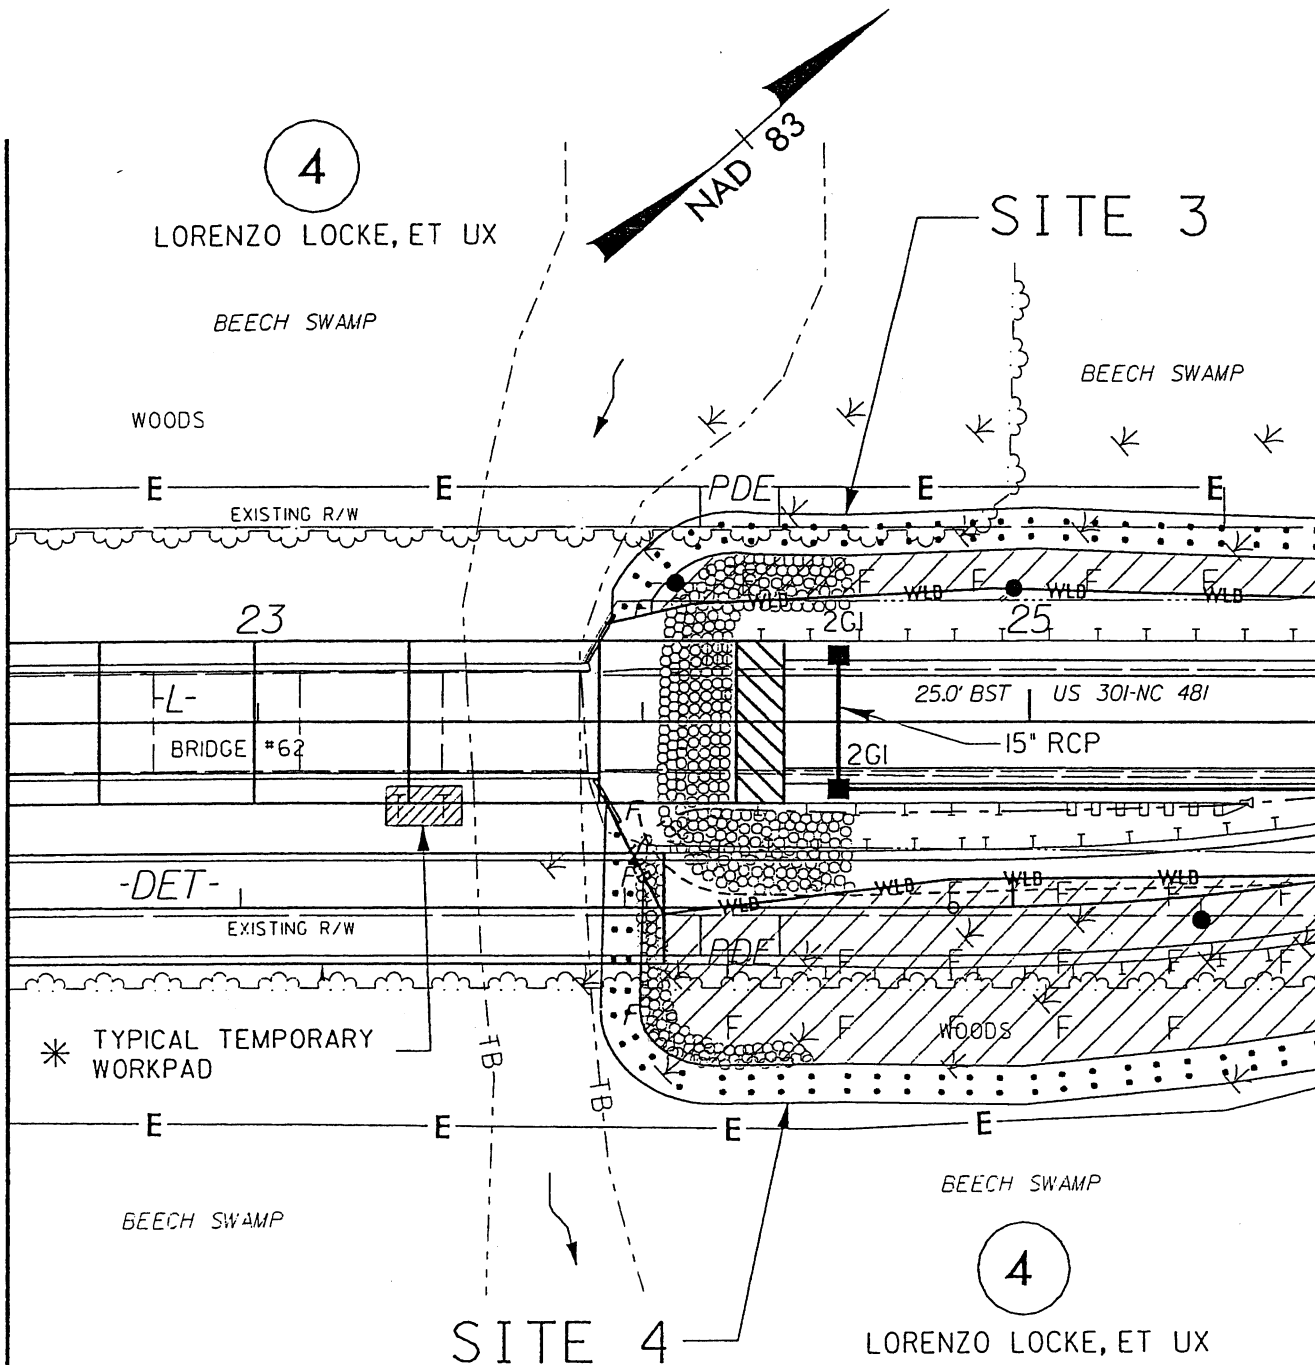 NAD 83
4
LORENZO LOCKE, ET UX
SITE 3
BEECH SWAMP
BEECH SWAMP
WOODS
E E PDE E E
EXISTING R/W
F F F F
WLB WLB WLB WLB
23
2GI 25
-L-
25.0' BST US 301-NC 481
BRIDGE #62
15" RCP
2GI
F
-DET-
F
WLB WLB WLB WLB
F F F F
EXISTING R/W
PDE
F F F F
F F F F F
WOODS
* TYPICAL TEMPORARY
WORKPAD
TB
TB
E E E E
BEECH SWAMP
BEECH SWAMP
4
SITE 4
LORENZO LOCKE, ET UX